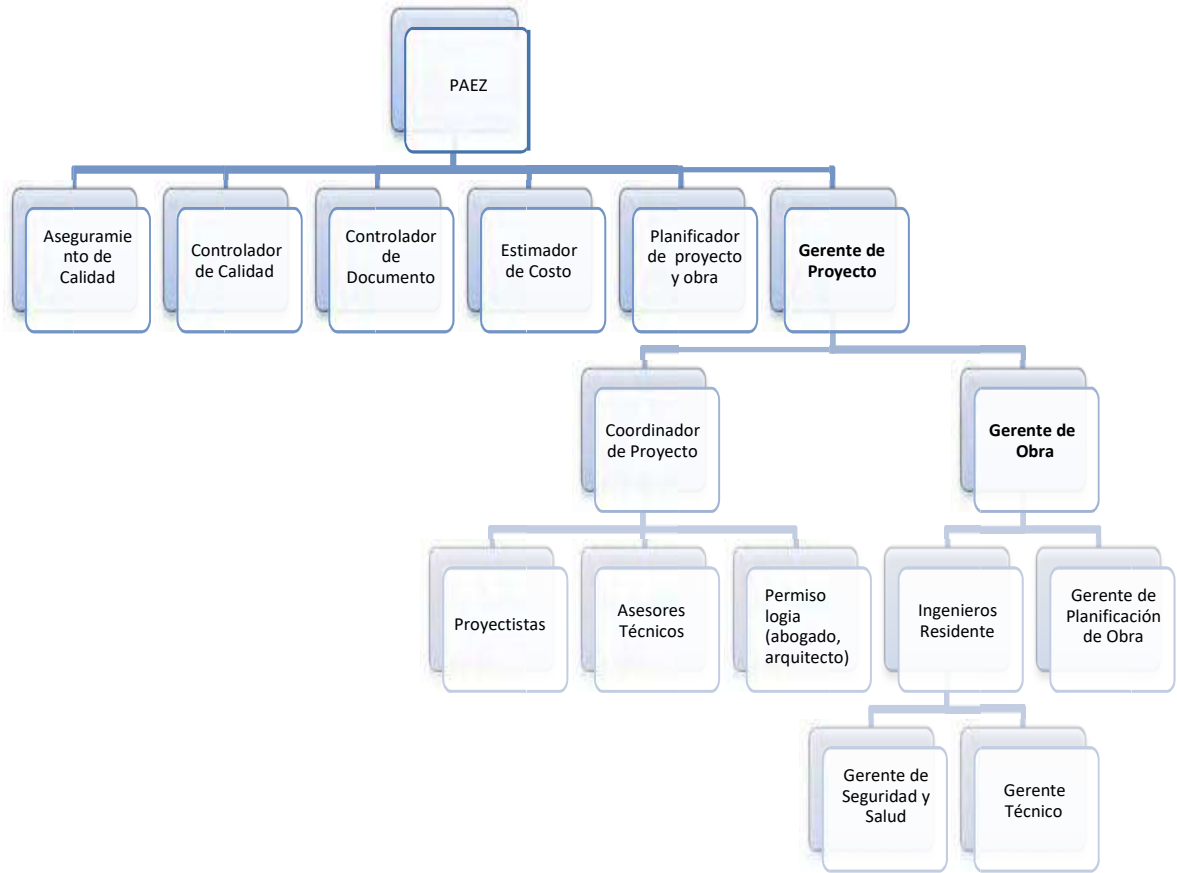 PAEZ
Aseguramie
nto de
Calidad
Controlador
de Calidad
Controlador
de
Documento
Estimador
de Costo
Planificador
de proyecto
y obra
Gerente de
Proyecto
Coordinador
de Proyecto
Gerente de
Obra
Proyectistas
Asesores
Técnicos
Permiso
logia
(abogado,
arquitecto)
Ingenieros
Residente
Gerente de
Planificación
de Obra
Gerente de
Seguridad y
Salud
Gerente
Técnico